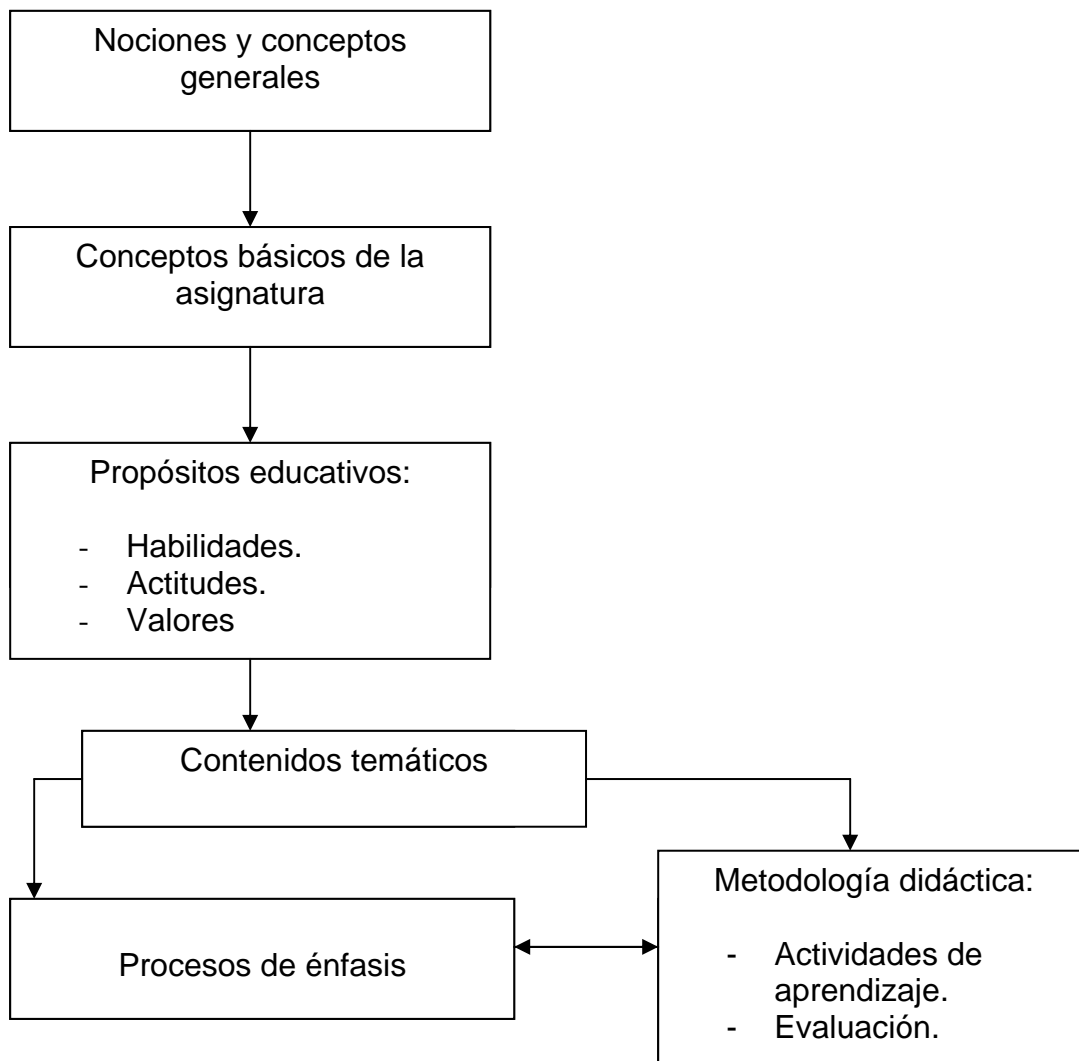 Nociones y conceptos
generales
Conceptos básicos de la
asignatura
Propósitos educativos:
- Habilidades.
- Actitudes.
- Valores
Contenidos temáticos
Procesos de énfasis
Metodología didáctica:
- Actividades de
aprendizaje.
- Evaluación.